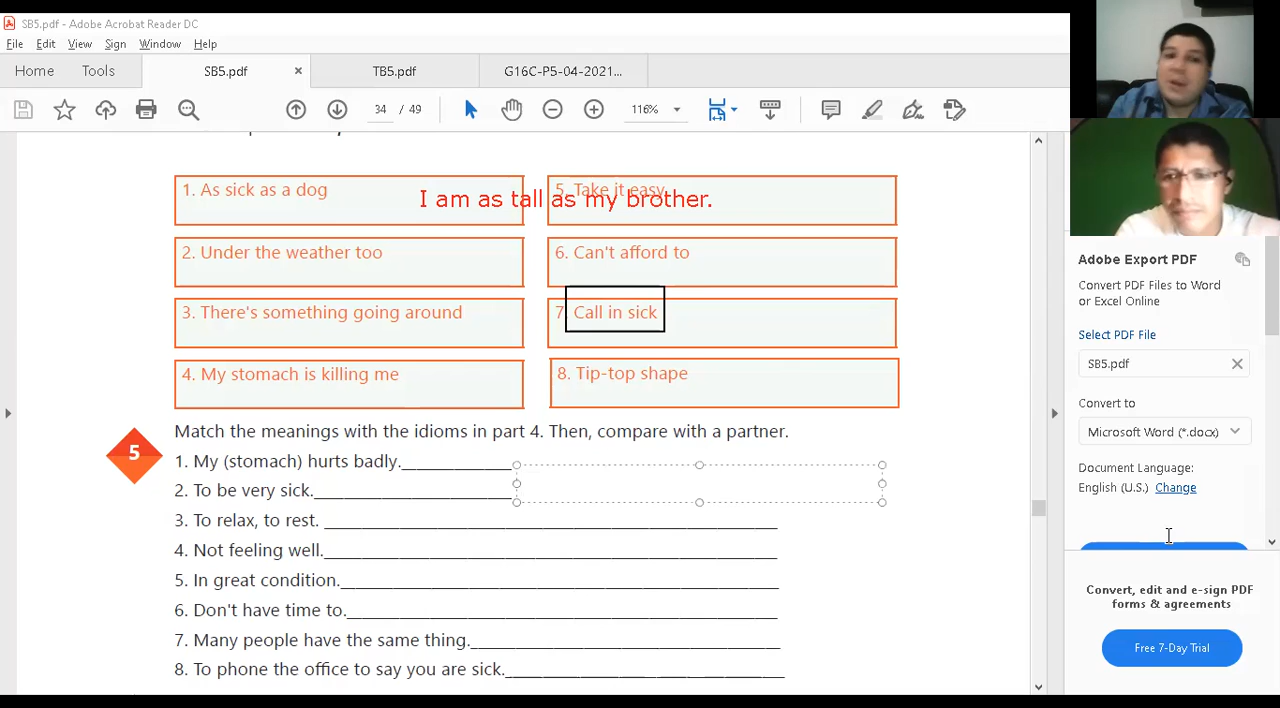 SB5.pdf - Adobe Acrobat Reader DC
File Edit View Sign Window Help
Home Tools SB5.pdf × TB5.pdf G16C-P5-04-2021...
34 / 49 116%
1. As sick as a dog
5. Take it easy
I am as tall as my brother.
2. Under the weather too
6. Can't afford to
3. There's something going around
7. Call in sick
4. My stomach is killing me
8. Tip-top shape
5
Match the meanings with the idioms in part 4. Then, compare with a partner.
1. My (stomach) hurts badly.
2. To be very sick.
3. To relax, to rest.
4. Not feeling well.
5. In great condition.
6. Don't have time to.
7. Many people have the same thing.
8. To phone the office to say you are sick.
Adobe Export PDF
Convert PDF Files to Word
or Excel Online
Select PDF File
SB5.pdf
Convert to
Microsoft Word (*.docx)
Document Language:
English (U.S.) Change
Convert, edit and e-sign PDF
forms & agreements
Free 7-Day Trial